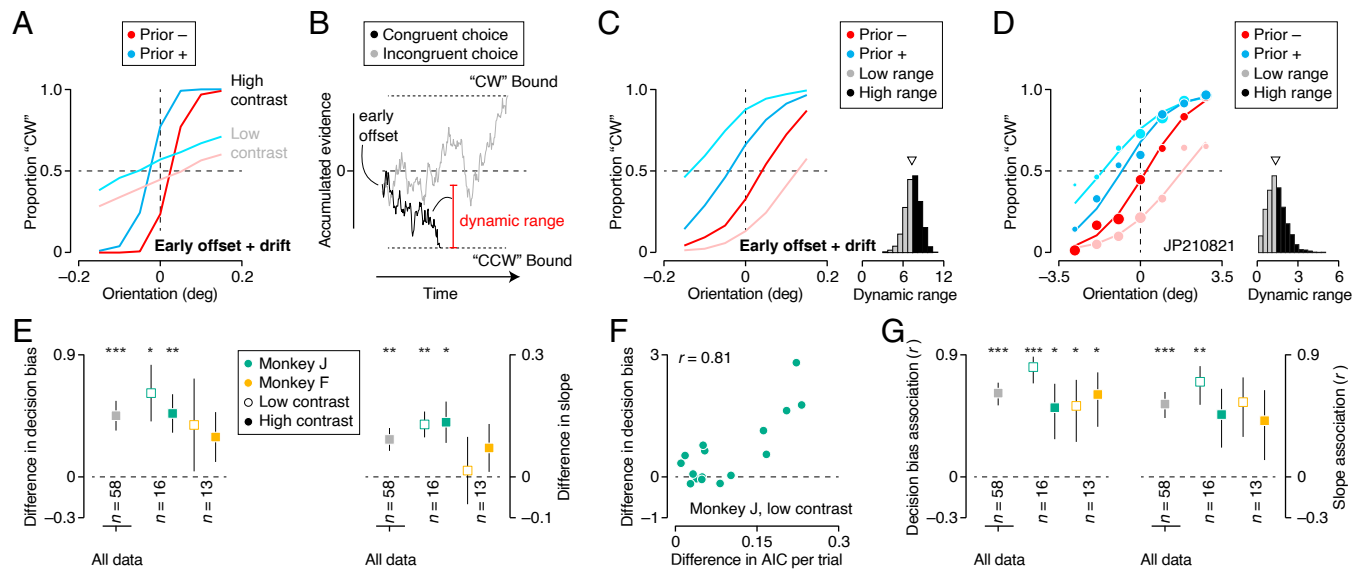 A
Prior –
Prior +
Proportion “CW”
1.0
0.5
0
High
contrast
Low
contrast
Early offset + drift
–0.2
0
0.2
Orientation (deg)
B
Congruent choice
Incongruent choice
“CW” Bound
early
offset
Accumulated evidence
0
dynamic range
“CCW” Bound
Time
C
Prior –
Prior +
Low range
High range
Proportion “CW”
1.0
0.5
0
Early offset + drift
–0.2
0
0.2
Orientation (deg)
0
6
12
Dynamic range
D
Prior –
Prior +
Low range
High range
Proportion “CW”
1.0
0.5
0
JP210821
–3.5
0
3.5
Orientation (deg)
0
3
6
Dynamic range
E
Difference in decision bias
0.9
0
–0.3
***
*
**
n = 58
n = 16
n = 13
All data
Monkey J
Monkey F
Low contrast
High contrast
**
**
*
n = 58
n = 16
n = 13
All data
0.3
0
–0.1
Difference in slope
F
Difference in decision bias
3
0
–1
r = 0.81
Monkey J, low contrast
0
0.15
0.3
Difference in AIC per trial
G
Decision bias association (r)
0.9
0
–0.3
***
***
*
*
*
n = 58
n = 16
n = 13
All data
***
**
n = 58
n = 16
n = 13
All data
0.9
0
–0.3
Slope association (r)